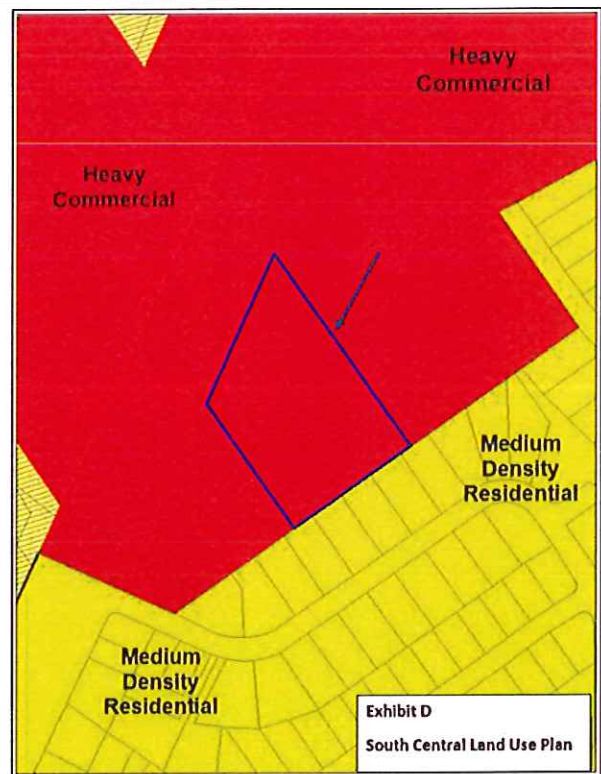 Heavy
Commercial
Heavy
Commercial
Medium
Density
Residential
Medium
Density
Residential
Exhibit D
South Central Land Use Plan